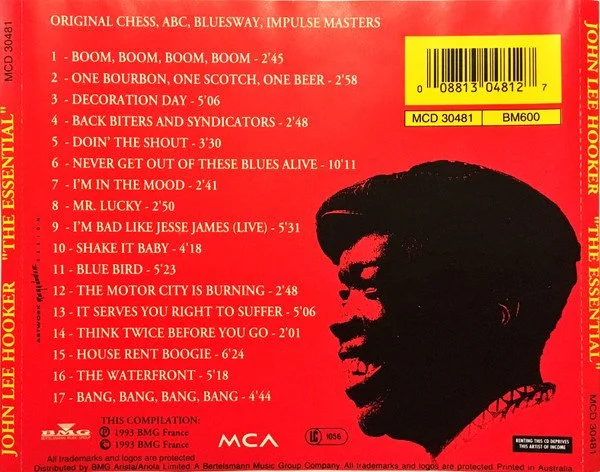 ORIGINAL CHESS, ABC, BLUESWAY, IMPULSE MASTERS
1 - BOOM, BOOM, BOOM, BOOM - 2'45
2 - ONE BOURBON, ONE SCOTCH, ONE BEER - 2'58
3 - DECORATION DAY - 5'06
4 - BACK BITERS AND SYNDICATORS - 2'48
5 - DOIN' THE SHOUT - 3'30
6 - NEVER GET OUT OF THESE BLUES ALIVE - 10'11
7 - I'M IN THE MOOD - 2'41
8 - MR. LUCKY - 2'50
9 - I'M BAD LIKE JESSE JAMES (LIVE) - 5'31
10 - SHAKE IT BABY - 4'18
11 - BLUE BIRD - 5'23
12 - THE MOTOR CITY IS BURNING - 2'48
13 - IT SERVES YOU RIGHT TO SUFFER - 5'06
14 - THINK TWICE BEFORE YOU GO - 2'01
15 - HOUSE RENT BOOGIE - 6'24
16 - THE WATERFRONT - 5'18
17 - BANG, BANG, BANG, BANG - 4'44
THIS COMPILATION:
Ⓟ 1993 BMG France
© 1993 BMG France
BMG
MCA
LC 1056
RENTING THIS CD DEPRIVES
THIS ARTIST OF INCOME
All trademarks and logos are protected
Distributed by BMG Arista/Ariola Limited. A Bertelsmann Music Group Company All trademarks and logos are protected. Printed in Australia.
0 08813 04812 7
MCD 30481 BM600
MCD 30481
JOHN LEE HOOKER "THE ESSENTIAL"
JOHN LEE HOOKER "THE ESSENTIAL"
MCD 30481
ARTWORK